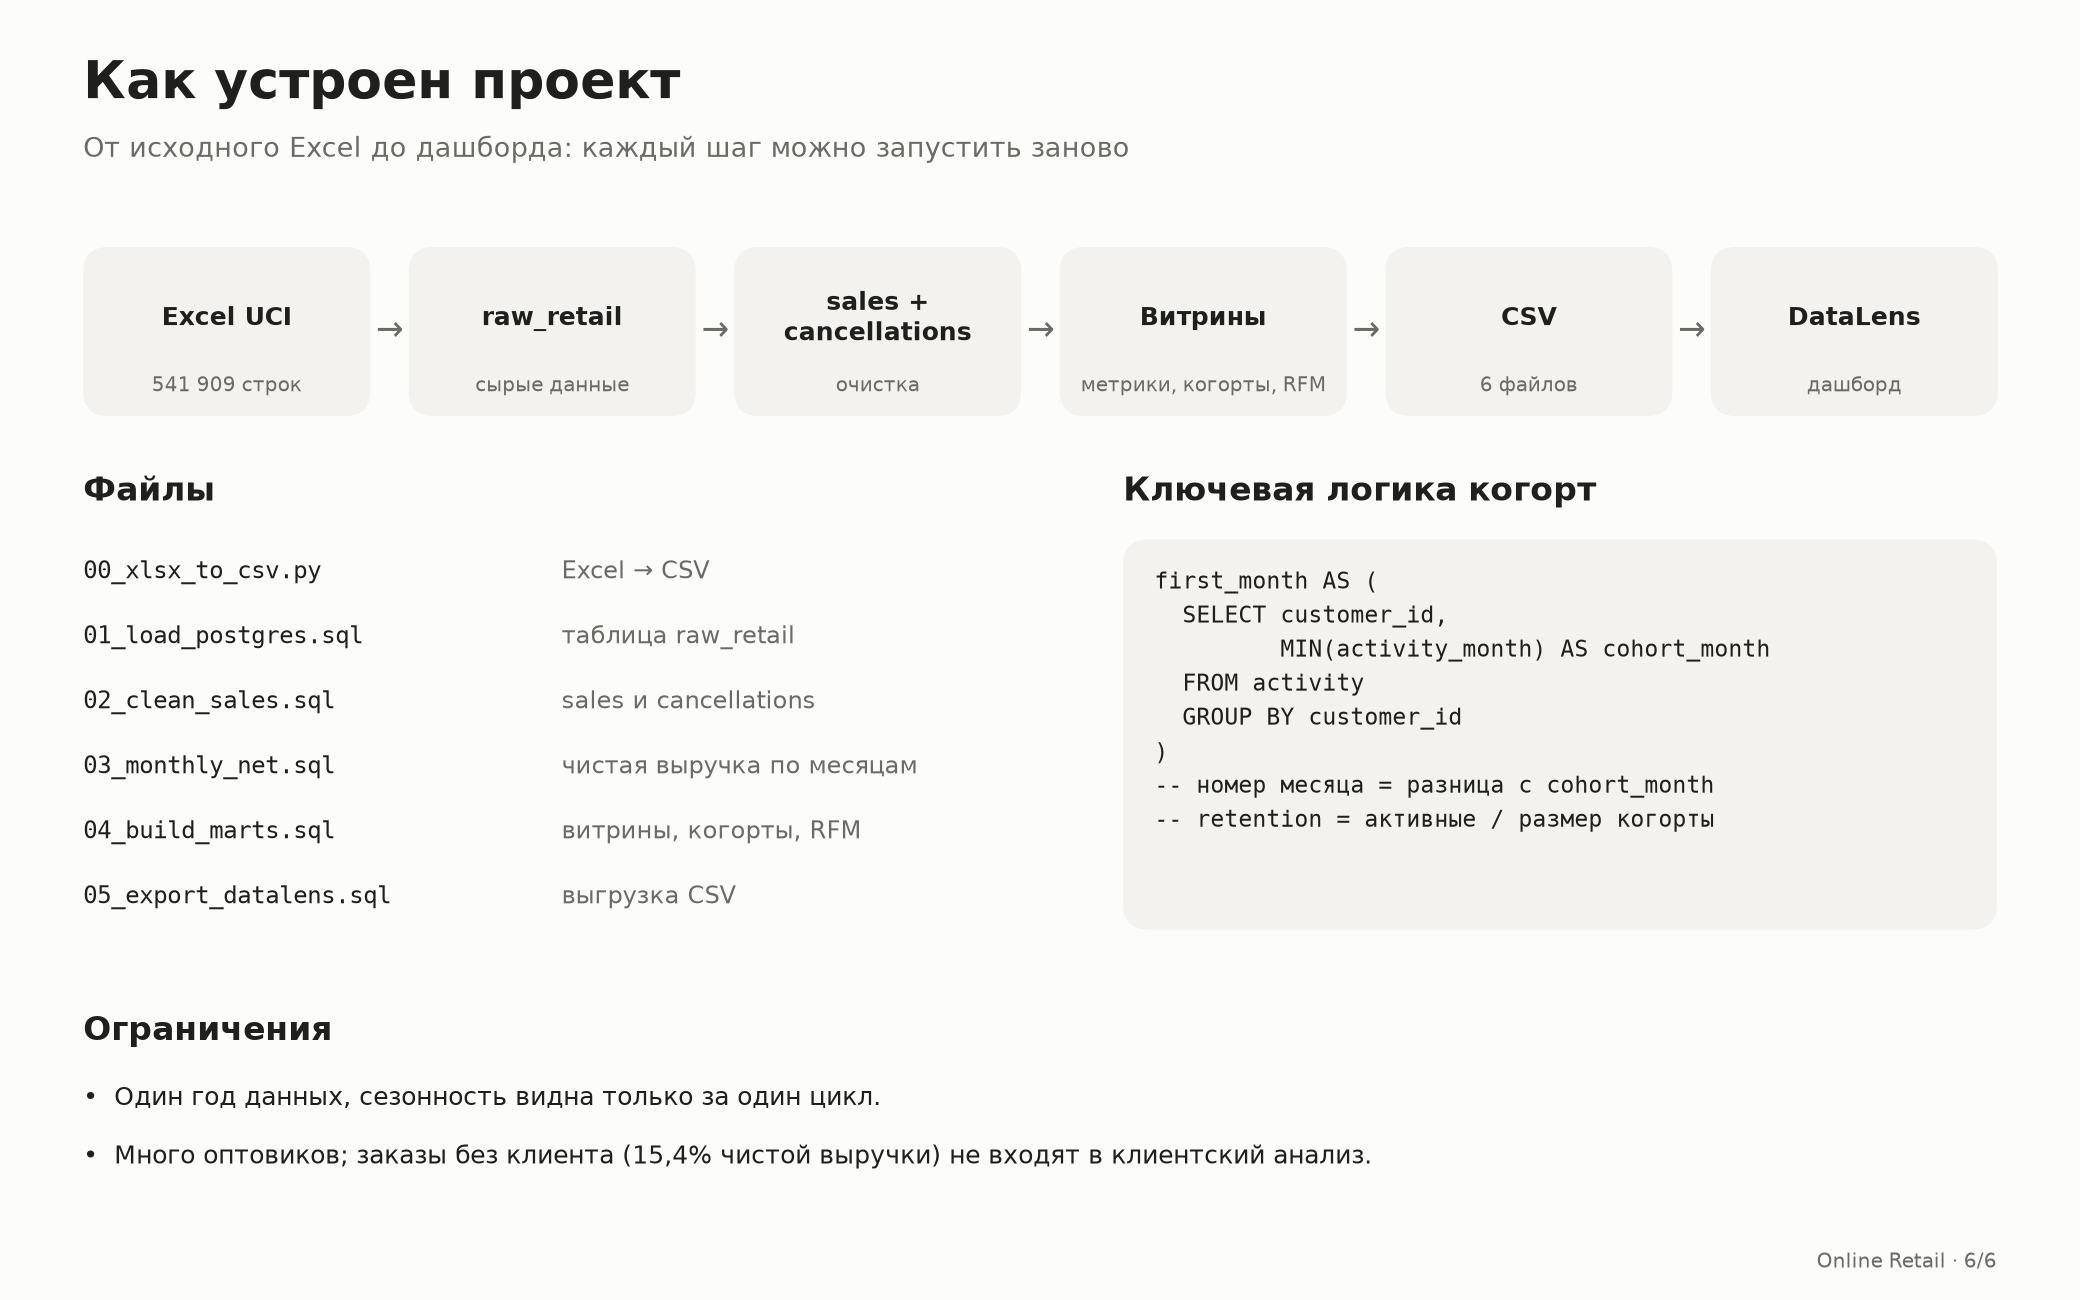 Как устроен проект
От исходного Excel до дашборда: каждый шаг можно запустить заново
Excel UCI
541 909 строк
→
raw_retail
сырые данные
→
sales +
cancellations
очистка
→
Витрины
метрики, когорты, RFM
→
CSV
6 файлов
→
DataLens
дашборд
Файлы
00_xlsx_to_csv.py Excel → CSV
01_load_postgres.sql таблица raw_retail
02_clean_sales.sql sales и cancellations
03_monthly_net.sql чистая выручка по месяцам
04_build_marts.sql витрины, когорты, RFM
05_export_datalens.sql выгрузка CSV
Ключевая логика когорт
first_month AS (
  SELECT customer_id,
         MIN(activity_month) AS cohort_month
  FROM activity
  GROUP BY customer_id
)
-- номер месяца = разница с cohort_month
-- retention = активные / размер когорты
Ограничения
• Один год данных, сезонность видна только за один цикл.
• Много оптовиков; заказы без клиента (15,4% чистой выручки) не входят в клиентский анализ.
Online Retail · 6/6